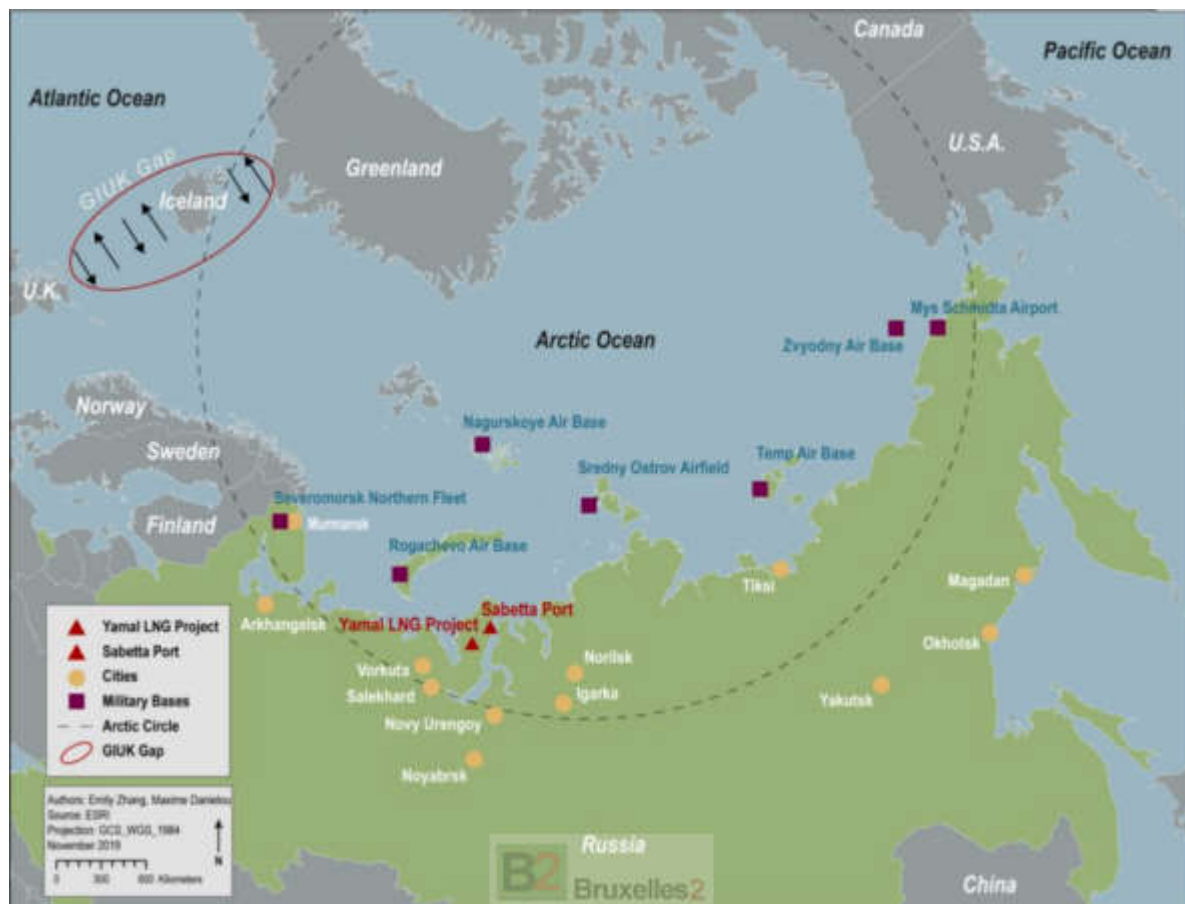 Canada
Pacific Ocean
Atlantic Ocean
U.S.A.
GIUK Gap
Greenland
Iceland
U.K.
Mys Schmidta Airport
Arctic Ocean
Zvyodny Air Base
Norway
Nagurskoye Air Base
Sweden
Temp Air Base
Sredny Ostrov Airfield
Severomorsk Northern Fleet
Finland
Murmansk
Rogachevo Air Base
Tiksi
Magadan
Sabetta Port
Yamal LNG Project
Arkhangelsk
Okhotsk
Norilsk
Vorkuta
Salekhard
Igarka
Yakutsk
Novy Urengoy
Noyabrsk
Yamal LNG Project
Sabetta Port
Cities
Military Bases
Arctic Circle
GIUK Gap
Authors: Emily Zhang, Maxime Danielou
Source: ESRI
Projection: GCS_WGS_1984
November 2019
N
0 300 600 Kilometers
Russia
B2 Bruxelles2
China